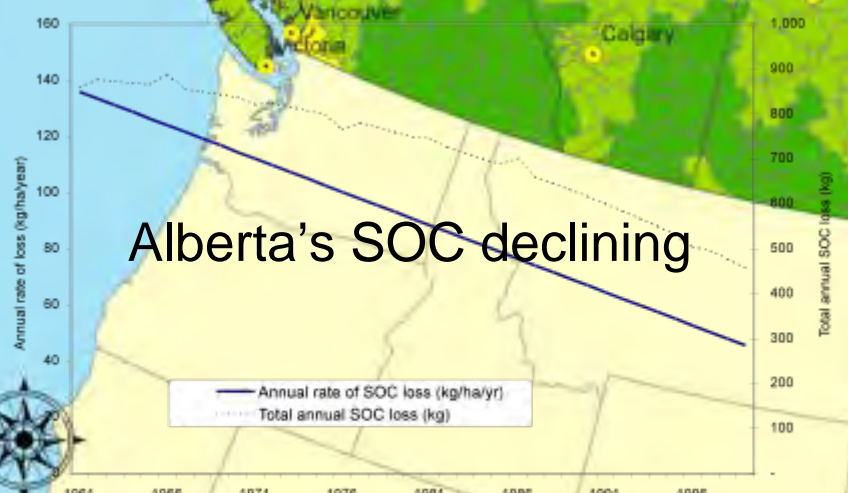 Vancouver
Victoria
Calgary
160
140
120
100
80
60
40
1,000
900
800
700
600
500
400
300
200
100
-
Annual rate of loss (kg/ha/year)
Total annual SOC loss (kg)
Alberta's SOC declining
Annual rate of SOC loss (kg/ha/yr)
Total annual SOC loss (kg)